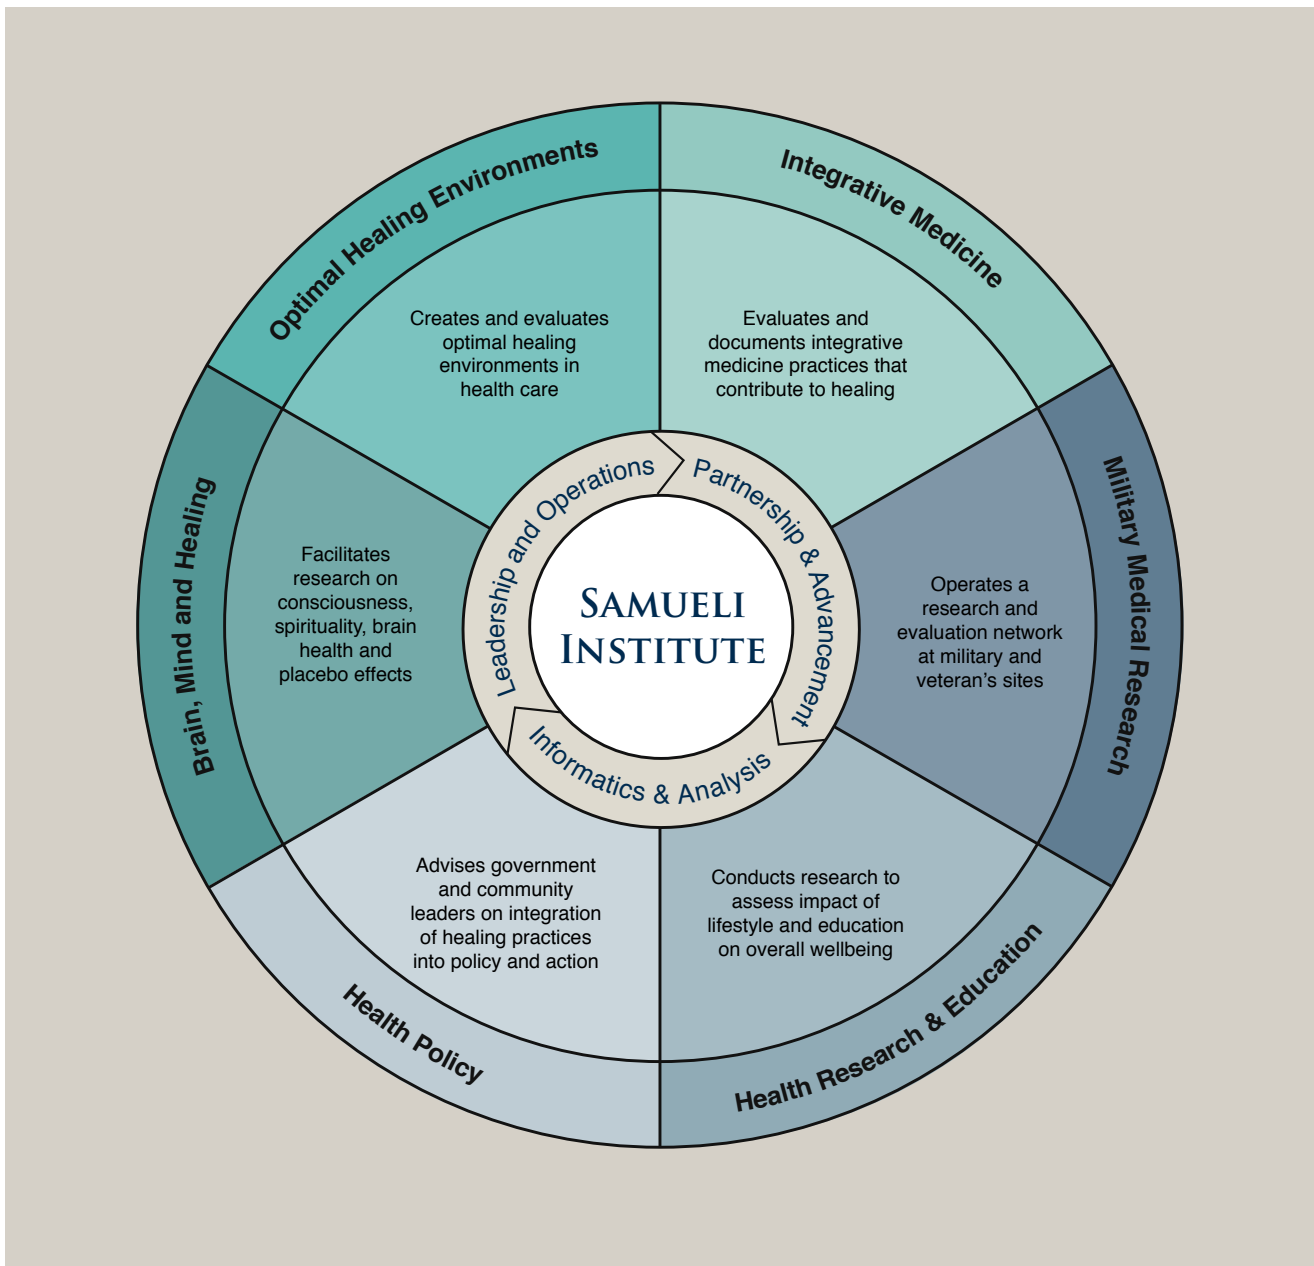 Optimal Healing Environments
Integrative Medicine
Creates and evaluates
optimal healing
environments in
health care
Evaluates and
documents integrative
medicine practices that
contribute to healing
Brain, Mind and Healing
Facilitates
research on
consciousness,
spirituality, brain
health and
placebo effects
Leadership and Operations
Partnership & Advancement
Informatics & Analysis
SAMUELI
INSTITUTE
Operates a
research and
evaluation network
at military and
veteran’s sites
Military Medical Research
Advises government
and community
leaders on integration
of healing practices
into policy and action
Conducts research to
assess impact of
lifestyle and education
on overall wellbeing
Health Policy
Health Research & Education